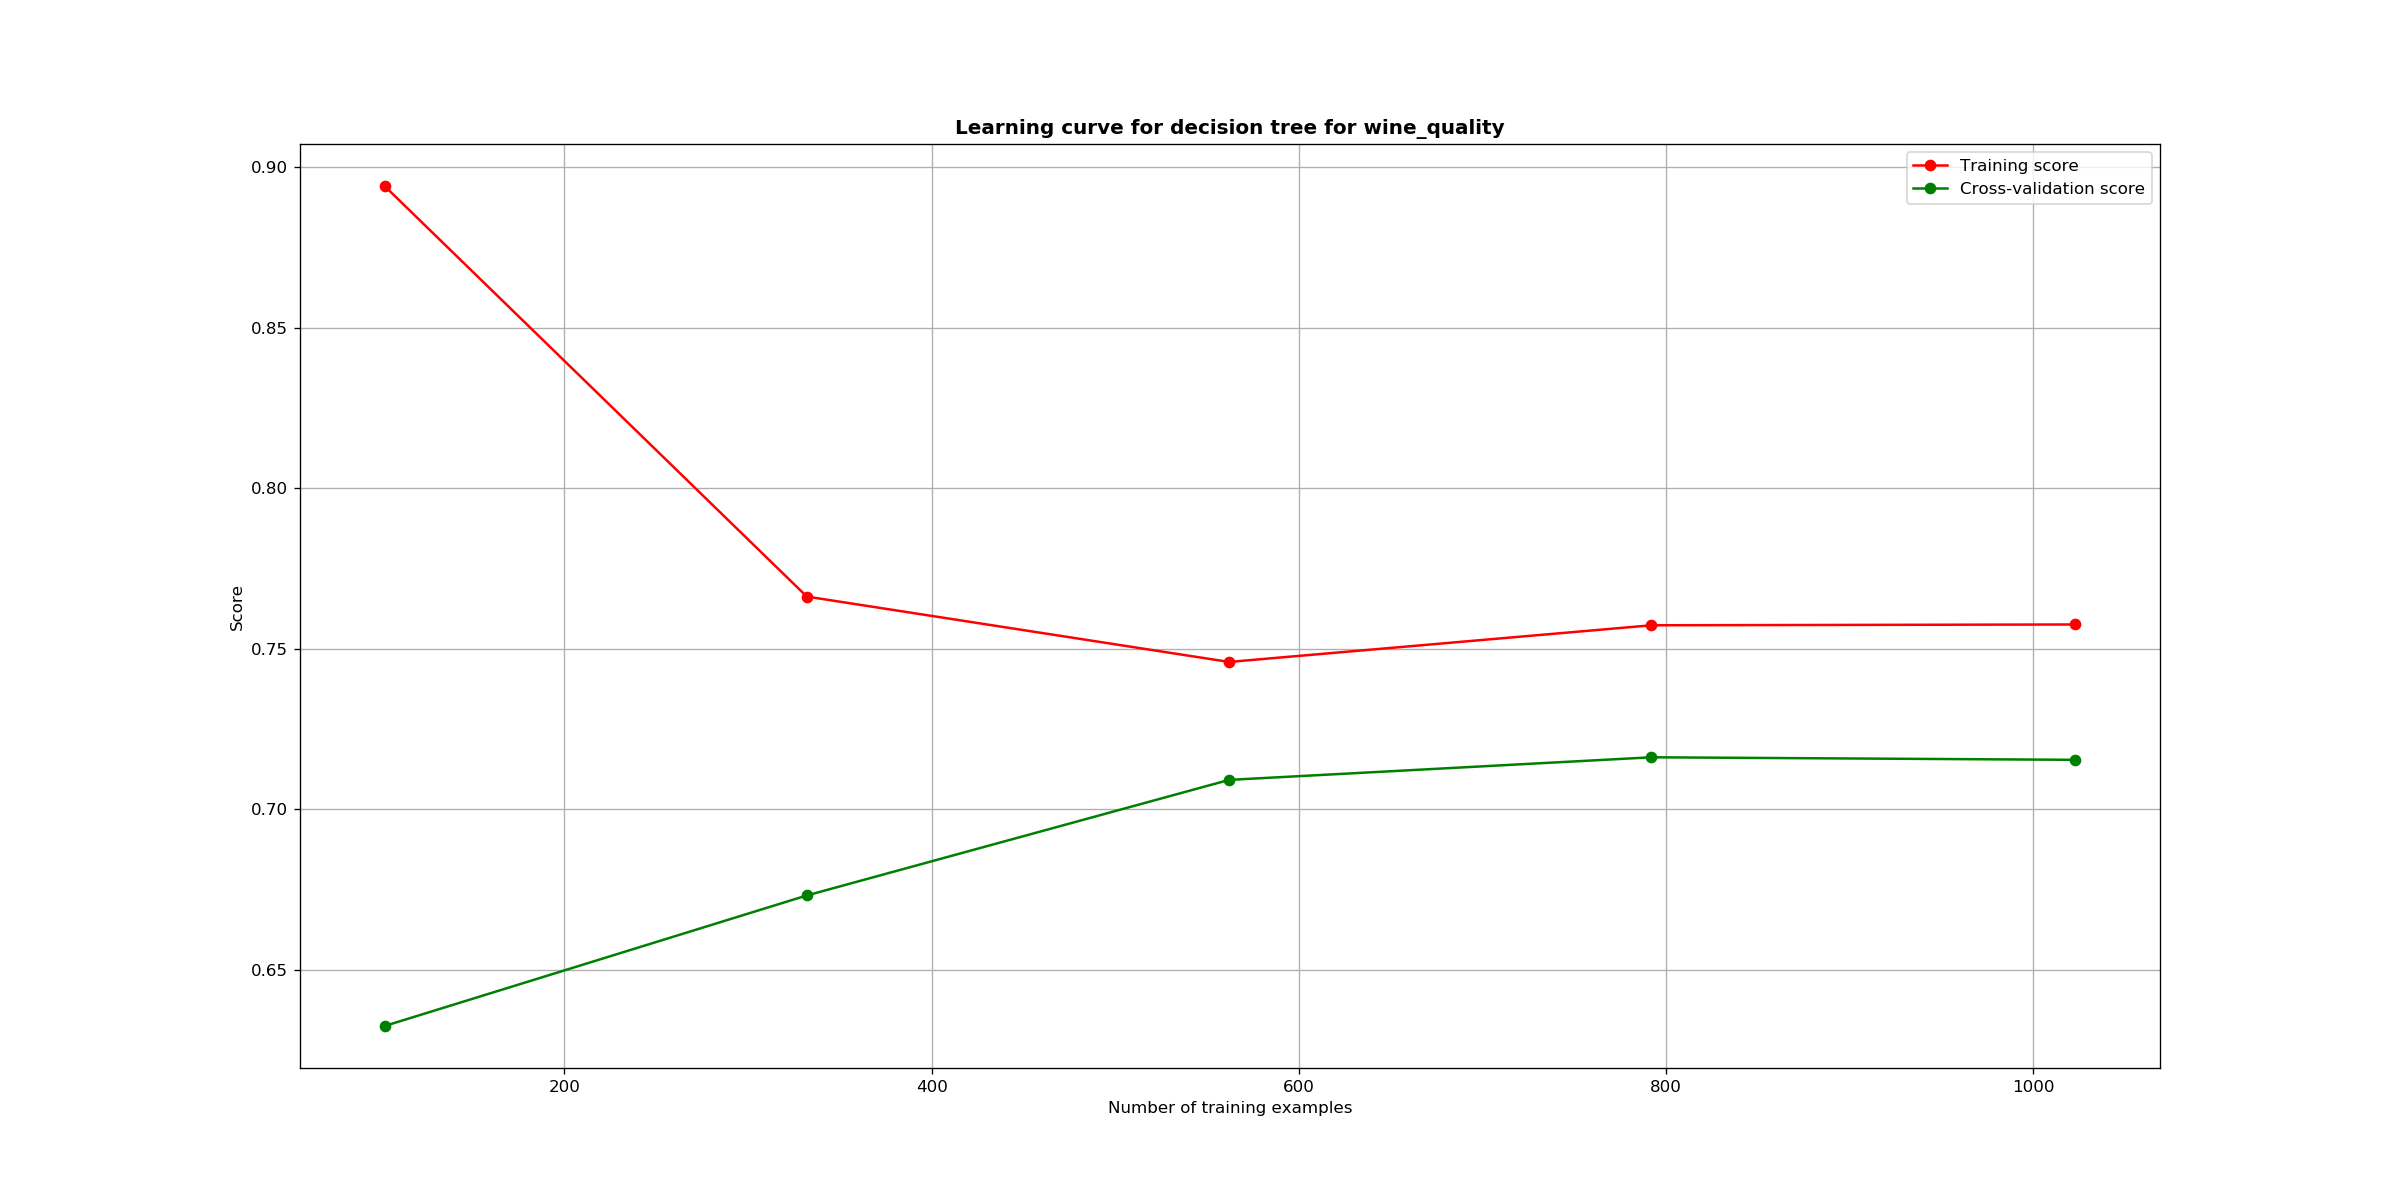 Learning curve for decision tree for wine_quality
Training score
Cross-validation score
0.90
0.85
0.80
0.75
0.70
0.65
Score
200 400 600 800 1000
Number of training examples